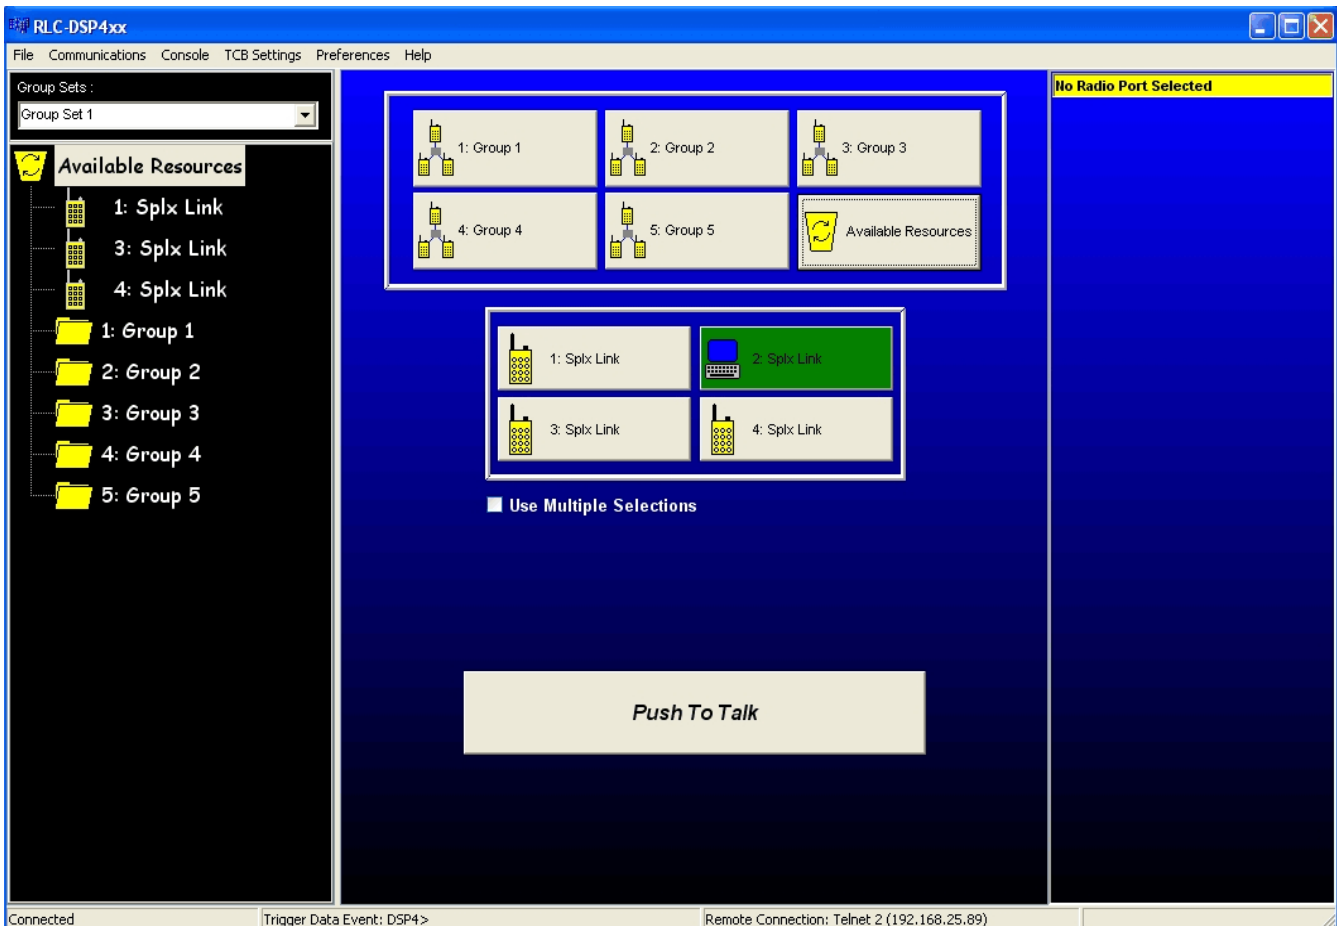 RLC-DSP4xx
File Communications Console TCB Settings Preferences Help
Group Sets :
Group Set 1
Available Resources
1: Splx Link
3: Splx Link
4: Splx Link
1: Group 1
2: Group 2
3: Group 3
4: Group 4
5: Group 5
1: Group 1
2: Group 2
3: Group 3
4: Group 4
5: Group 5
Available Resources
1: Splx Link
2: Splx Link
3: Splx Link
4: Splx Link
Use Multiple Selections
Push To Talk
No Radio Port Selected
Connected
Trigger Data Event: DSP4>
Remote Connection: Telnet 2 (192.168.25.89)